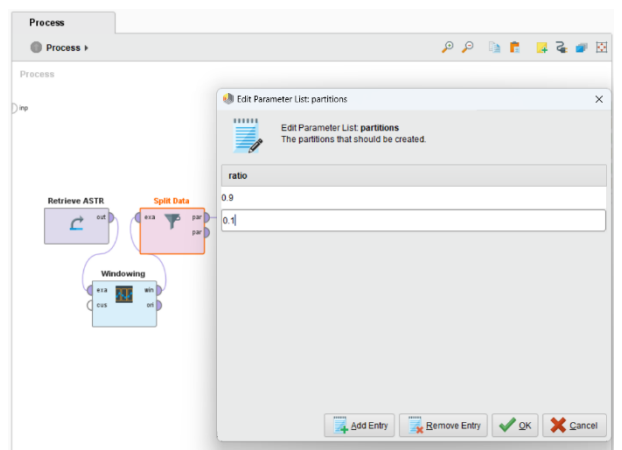 Process
Process
Process
inp
Edit Parameter List: partitions
Edit Parameter List: partitions
The partitions that should be created.
ratio
0.9
0.1
Retrieve ASTR
out
Split Data
exa
par
par
Windowing
exa
win
cus
ori
Add Entry
Remove Entry
OK
Cancel